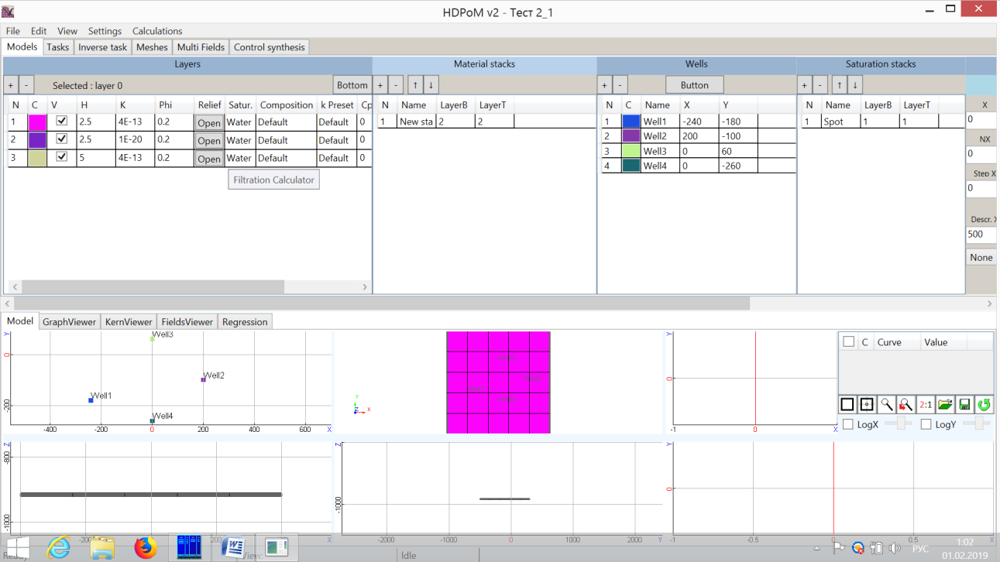 HDPoM v2 - Тест 2_1
File Edit View Settings Calculations
Models Tasks Inverse task Meshes Multi Fields Control synthesis
Layers Material stacks Wells Saturation stacks
+ - Selected : layer 0 Bottom + - ↑ ↓ + - Button + - ↑ ↓
N C V H K Phi Relief Satur. Composition k Preset Cp
1 2.5 4E-13 0.2 Open Water Default Default 0
2 2.5 1E-20 0.2 Open Water Default Default 0
3 5 4E-13 0.2 Open Water Default Default 0
Filtration Calculator
N Name LayerB LayerT
1 New sta 2 2
N C Name X Y
1 Well1 -240 -180
2 Well2 200 -100
3 Well3 0 60
4 Well4 0 -260
N Name LayerB LayerT
1 Spot 1 1
X
0
NX
0
Step X
0
Descr. X
500
None
Model GraphViewer KernViewer FieldsViewer Regression
Y
0
-200
Well3
Well2
Well1
Well4
-400 -200 0 200 400 600 X
Y
Z X
Y
0
-1 0 X
C Curve Value
2:1
LogX LogY
Z
-800
-1000
-200 0 200 X
Z
-1000
-2000 -1000 0 1000 2000 Y
Y
0
-1 -0.5 0 0.5 X
Ready View: Idle
РУС
1:02
01.02.2019